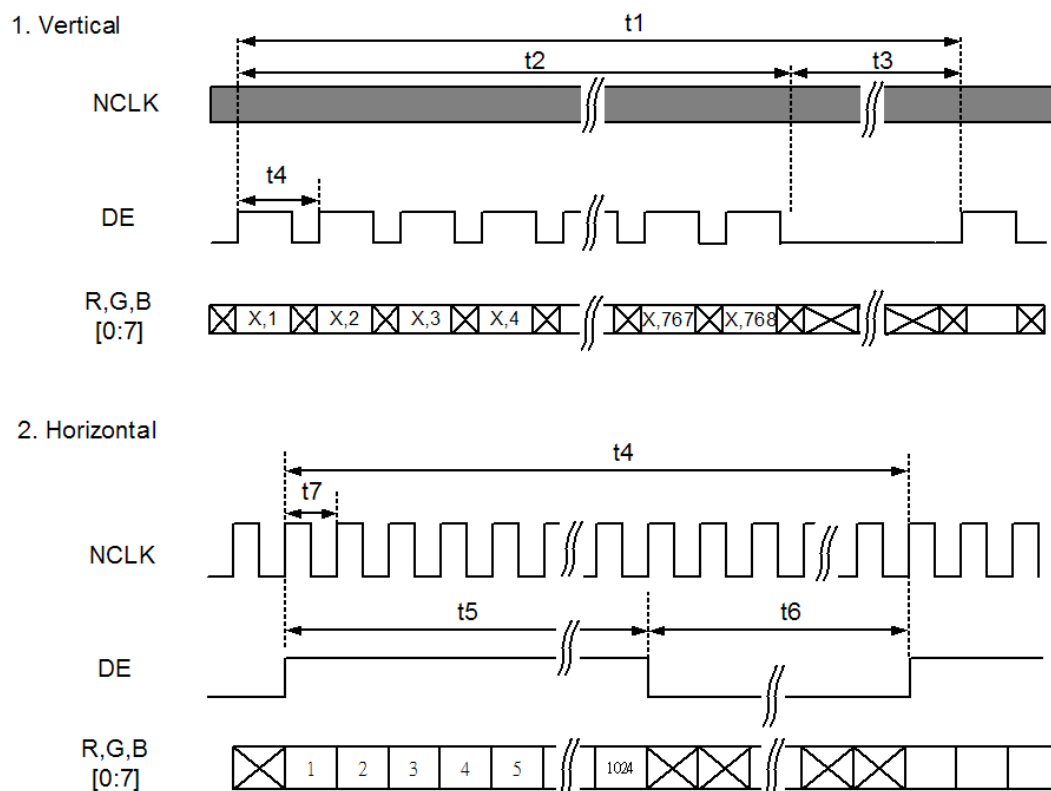 1. Vertical
t1
t2
t3
NCLK
t4
DE
R,G,B
[0:7]
X,1 X,2 X,3 X,4 X,767 X,768
2. Horizontal
t4
t7
NCLK
t5
t6
DE
R,G,B
[0:7]
1 2 3 4 5 1024